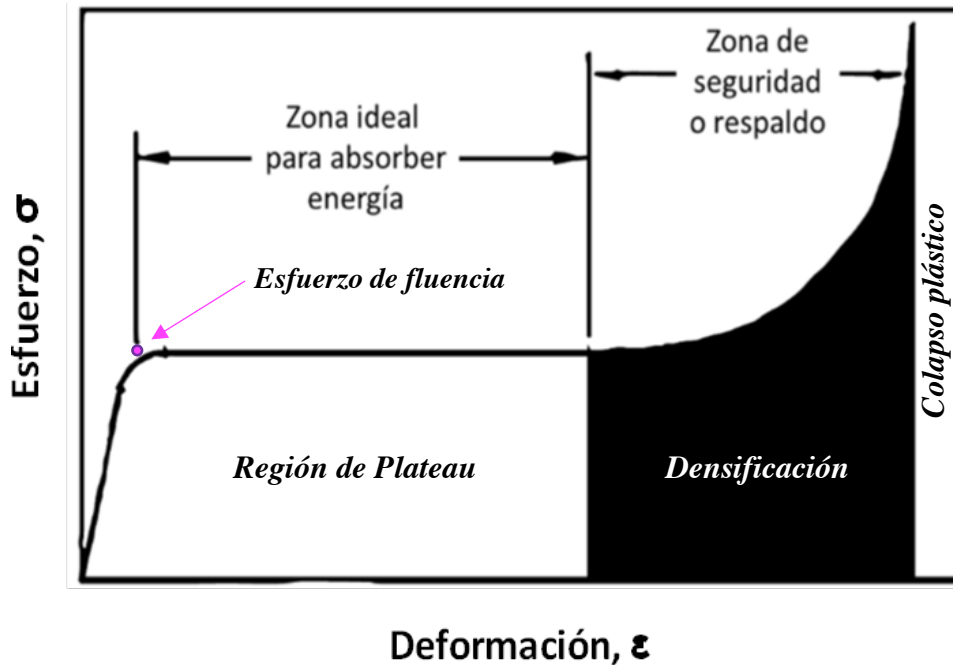 Zona de
seguridad
o respaldo
Zona ideal
para absorber
energía
Esfuerzo de fluencia
Esfuerzo, σ
Colapso plástico
Región de Plateau
Densificación
Deformación, ε